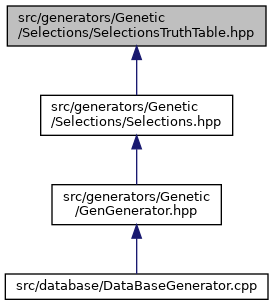 src/generators/Genetic
/Selections/SelectionsTruthTable.hpp
src/generators/Genetic
/Selections/Selections.hpp
src/generators/Genetic
/GenGenerator.hpp
src/database/DataBaseGenerator.cpp